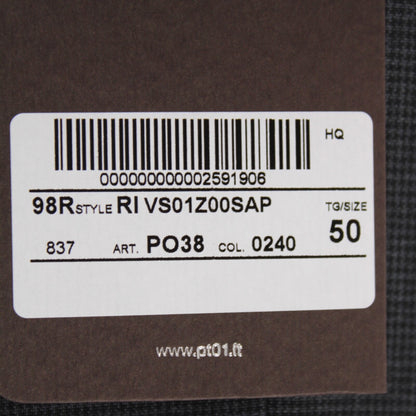 HQ
000000000002591906
98R STYLE RI VS01Z00SAP TG/SIZE
837 ART. PO38 COL. 0240 50
www.pt01.it